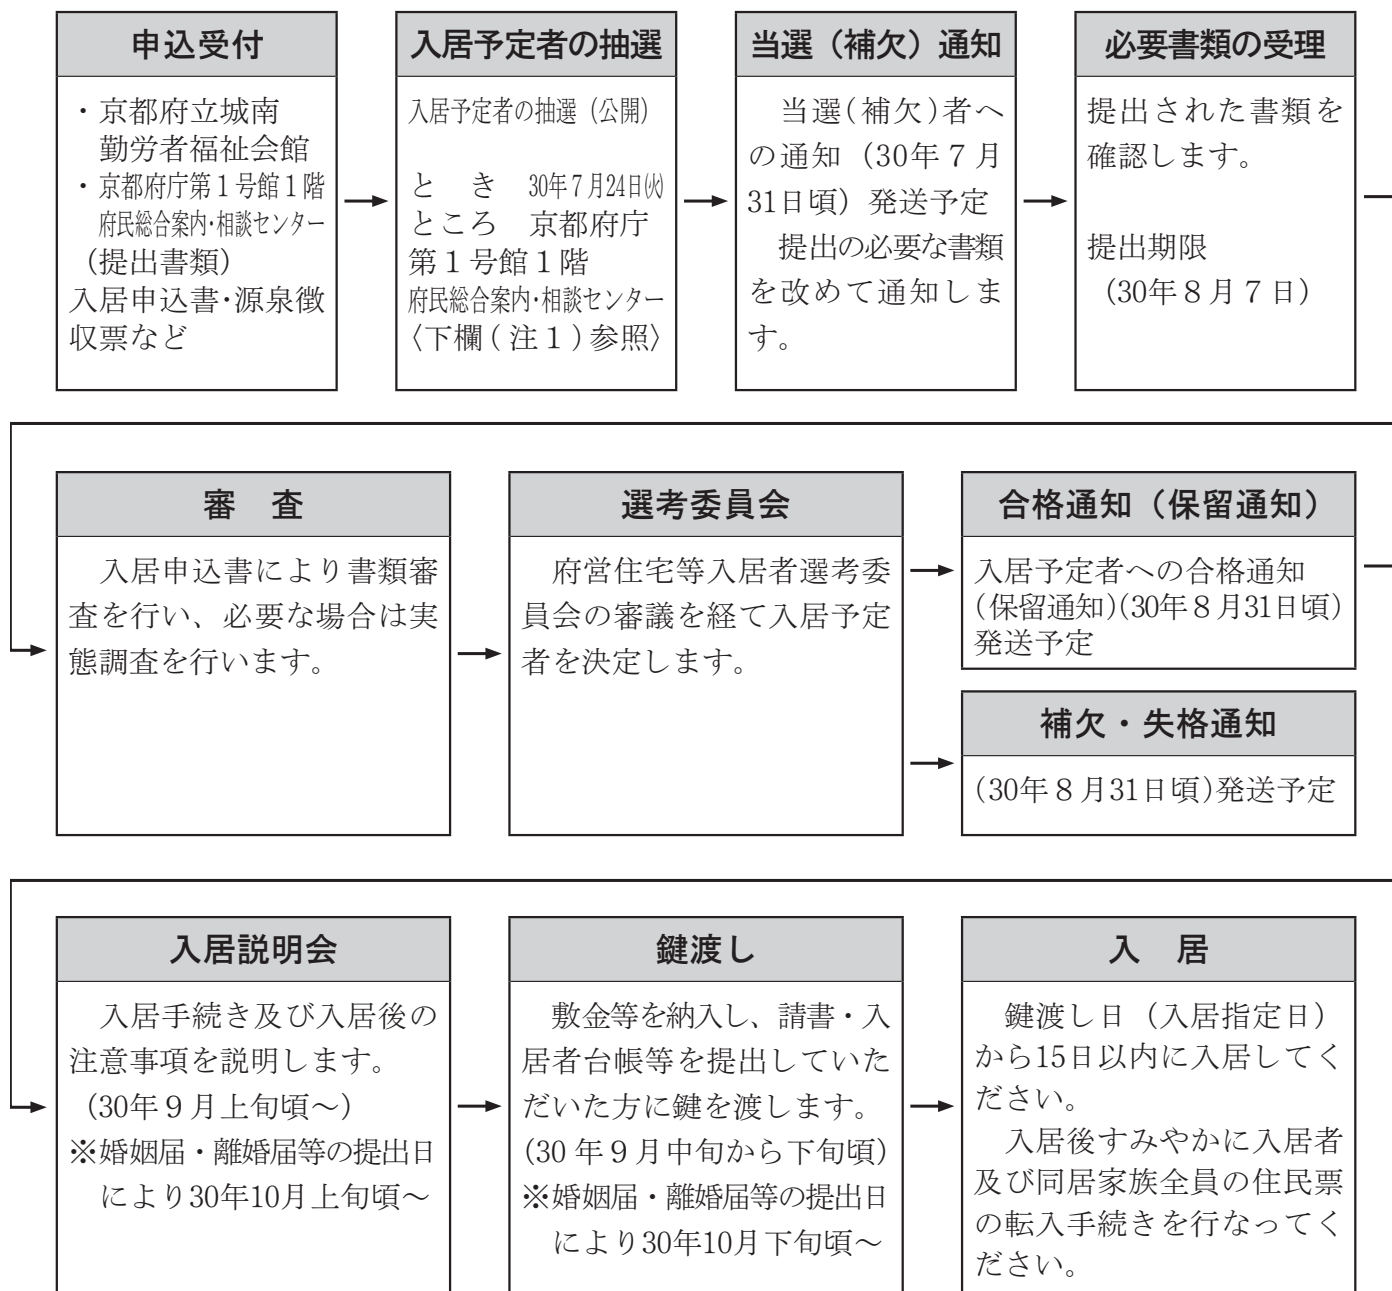 申込受付
・京都府立城南
勤労者福祉会館
・京都府庁第１号館１階
府民総合案内･相談センター
（提出書類）
入居申込書･源泉徴
収票など
入居予定者の抽選
入居予定者の抽選（公開）
と　き　30年７月24日㈫
ところ　京都府庁
第１号館１階
府民総合案内･相談センター
〈下欄(注１)参照〉
当選（補欠）通知
当選(補欠)者へ
の通知（30年７月
31日頃）発送予定
提出の必要な書類
を改めて通知しま
す。
必要書類の受理
提出された書類を
確認します。
提出期限
（30年８月７日）
審　査
入居申込書により書類審
査を行い、必要な場合は実
態調査を行います。
選考委員会
府営住宅等入居者選考委
員会の審議を経て入居予定
者を決定します。
合格通知（保留通知）
入居予定者への合格通知
(保留通知)(30年８月31日頃)
発送予定
補欠・失格通知
(30年８月31日頃)発送予定
入居説明会
入居手続き及び入居後の
注意事項を説明します。
（30年９月上旬頃～）
※婚姻届・離婚届等の提出日
により30年10月上旬頃～
鍵渡し
敷金等を納入し、請書・入
居者台帳等を提出していた
だいた方に鍵を渡します。
(30年９月中旬から下旬頃)
※婚姻届・離婚届等の提出日
により30年10月下旬頃～
入　居
鍵渡し日（入居指定日）
から15日以内に入居してく
ださい。
入居後すみやかに入居者
及び同居家族全員の住民票
の転入手続きを行なってく
ださい。